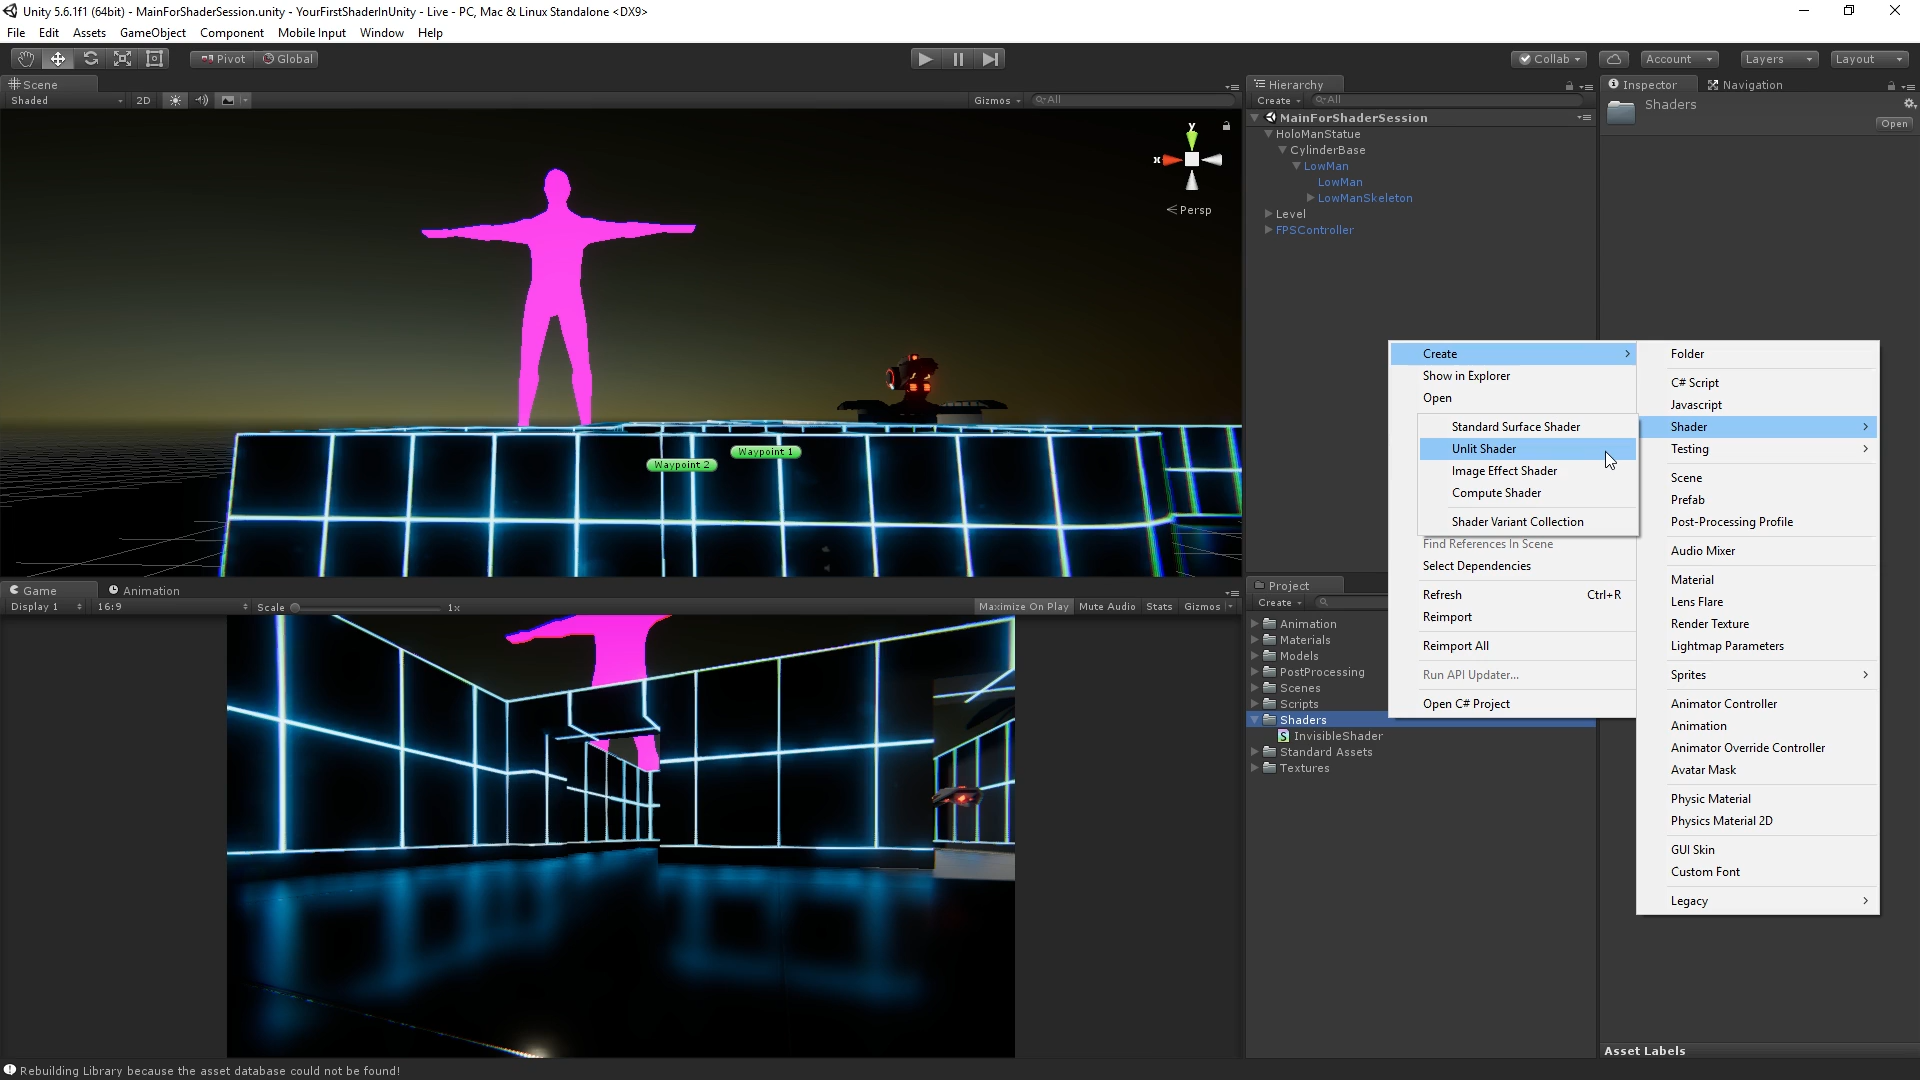 Unity 5.6.1f1 (64bit) - MainForShaderSession.unity - YourFirstShaderInUnity - Live - PC, Mac & Linux Standalone <DX9>
File Edit Assets GameObject Component Mobile Input Window Help
Pivot Global Collab Account Layers Layout
Scene
Shaded 2D Gizmos All
y
x
Persp
Waypoint 1
Waypoint 2
Game Animation
Display 1 16:9 Scale 1x Maximize On Play Mute Audio Stats Gizmos
Hierarchy
Create All
MainForShaderSession
HoloManStatue
CylinderBase
LowMan
LowMan
LowManSkeleton
Level
FPSController
Project
Create
Animation
Materials
Models
PostProcessing
Scenes
Scripts
Shaders
InvisibleShader
Standard Assets
Textures
Inspector Navigation
Shaders
Open
Create
Show in Explorer
Open
Standard Surface Shader
Unlit Shader
Image Effect Shader
Compute Shader
Shader Variant Collection
Find References In Scene
Select Dependencies
Refresh Ctrl+R
Reimport
Reimport All
Run API Updater...
Open C# Project
Folder
C# Script
Javascript
Shader
Testing
Scene
Prefab
Post-Processing Profile
Audio Mixer
Material
Lens Flare
Render Texture
Lightmap Parameters
Sprites
Animator Controller
Animation
Animator Override Controller
Avatar Mask
Physic Material
Physics Material 2D
GUI Skin
Custom Font
Legacy
Asset Labels
Rebuilding Library because the asset database could not be found!